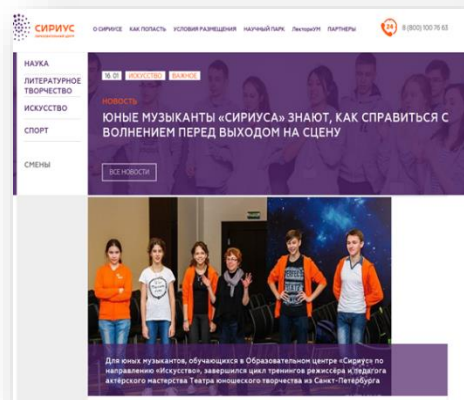 СИРИУС
ОБРАЗОВАТЕЛЬНЫЙ ЦЕНТР
О СИРИУСЕ КАК ПОПАСТЬ УСЛОВИЯ РАЗМЕЩЕНИЯ НАУЧНЫЙ ПАРК ЛекториУМ ПАРТНЕРЫ
24
8 (800) 100 76 63
НАУКА
ЛИТЕРАТУРНОЕ
ТВОРЧЕСТВО
ИСКУССТВО
СПОРТ
СМЕНЫ
16. 01 ИСКУССТВО ВАЖНОЕ
НОВОСТЬ
ЮНЫЕ МУЗЫКАНТЫ «СИРИУСА» ЗНАЮТ, КАК СПРАВИТЬСЯ С
ВОЛНЕНИЕМ ПЕРЕД ВЫХОДОМ НА СЦЕНУ
ВСЕ НОВОСТИ
Для юных музыкантов, обучающихся в Образовательном центре «Сириус» по
направлению «Искусство», завершился цикл тренингов режиссёра и педагога
актёрского мастерства Театра юношеского творчества из Санкт-Петербурга